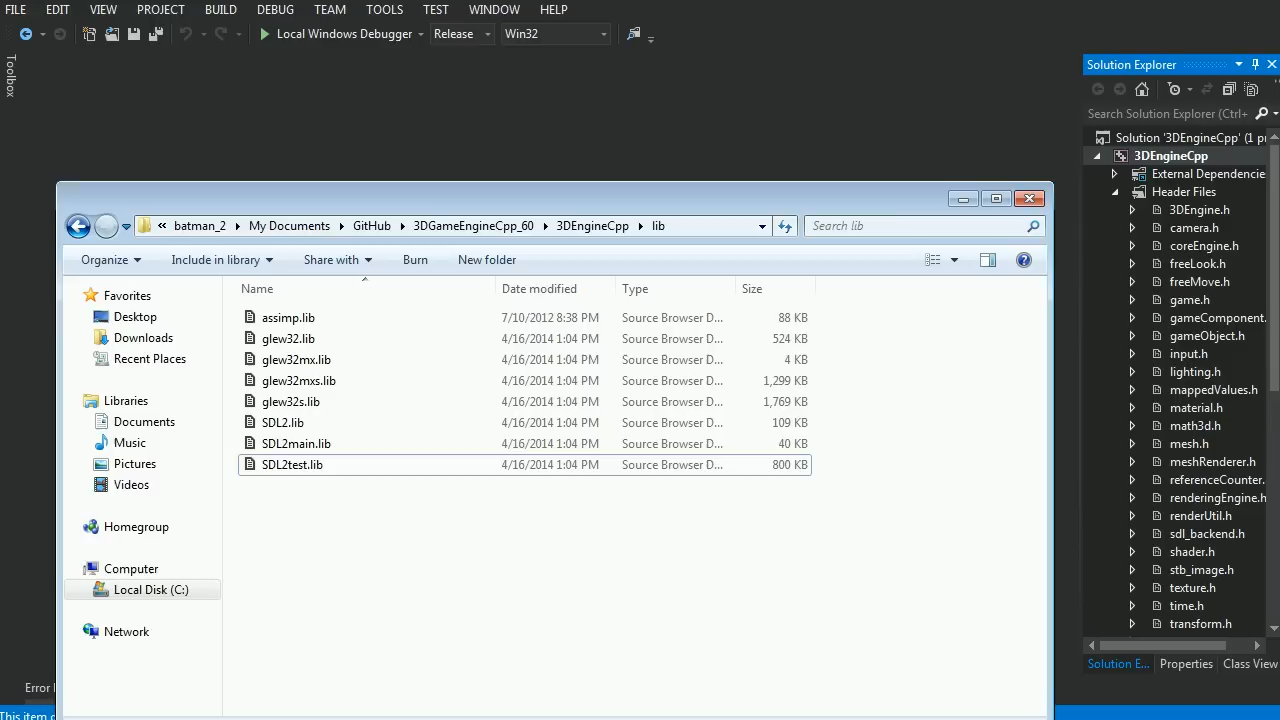 FILE EDIT VIEW PROJECT BUILD DEBUG TEAM TOOLS TEST WINDOW HELP
Local Windows Debugger Release Win32
Toolbox
Solution Explorer
Search Solution Explorer (Ctrl+
Solution '3DEngineCpp' (1 p
3DEngineCpp
External Dependencie
Header Files
3DEngine.h
camera.h
coreEngine.h
freeLook.h
freeMove.h
game.h
gameComponent.
gameObject.h
input.h
lighting.h
mappedValues.h
material.h
math3d.h
mesh.h
meshRenderer.h
referenceCounter.
renderingEngine.h
renderUtil.h
sdl_backend.h
shader.h
stb_image.h
texture.h
time.h
transform.h
Solution E... Properties Class View
« batman_2 My Documents GitHub 3DGameEngineCpp_60 3DEngineCpp lib
Search lib
Organize Include in library Share with Burn New folder
Favorites
Desktop
Downloads
Recent Places
Libraries
Documents
Music
Pictures
Videos
Homegroup
Computer
Local Disk (C:)
Network
Name Date modified Type Size
assimp.lib 7/10/2012 8:38 PM Source Browser D... 88 KB
glew32.lib 4/16/2014 1:04 PM Source Browser D... 524 KB
glew32mx.lib 4/16/2014 1:04 PM Source Browser D... 4 KB
glew32mxs.lib 4/16/2014 1:04 PM Source Browser D... 1,299 KB
glew32s.lib 4/16/2014 1:04 PM Source Browser D... 1,769 KB
SDL2.lib 4/16/2014 1:04 PM Source Browser D... 109 KB
SDL2main.lib 4/16/2014 1:04 PM Source Browser D... 40 KB
SDL2test.lib 4/16/2014 1:04 PM Source Browser D... 800 KB
Error
This item